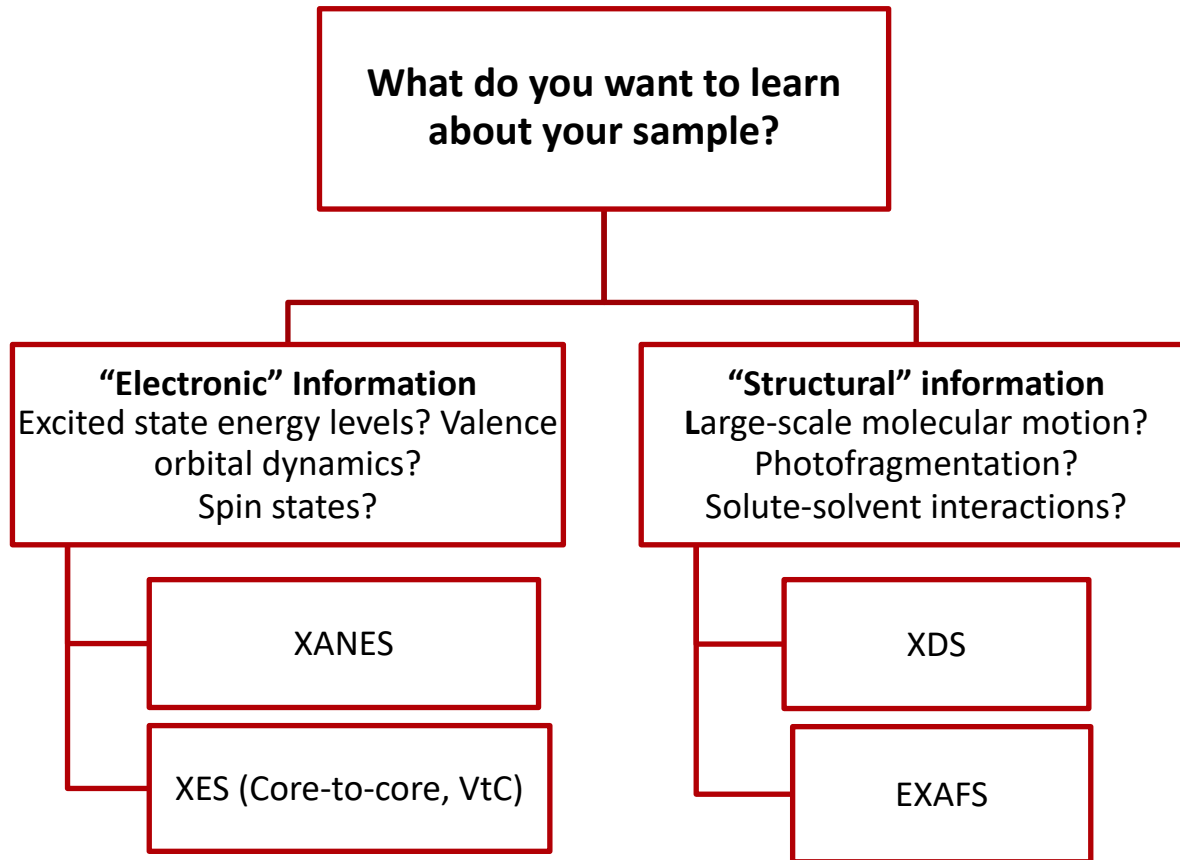 What do you want to learn
about your sample?
“Electronic” Information
Excited state energy levels? Valence
orbital dynamics?
Spin states?
XANES
XES (Core-to-core, VtC)
“Structural” information
Large-scale molecular motion?
Photofragmentation?
Solute-solvent interactions?
XDS
EXAFS